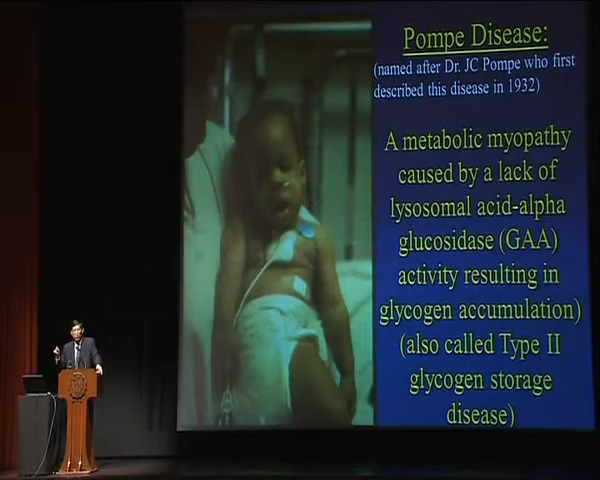 Pompe Disease:
(named after Dr. JC Pompe who first
described this disease in 1932)
A metabolic myopathy
caused by a lack of
lysosomal acid-alpha
glucosidase (GAA)
activity resulting in
glycogen accumulation)
(also called Type II
glycogen storage
disease)